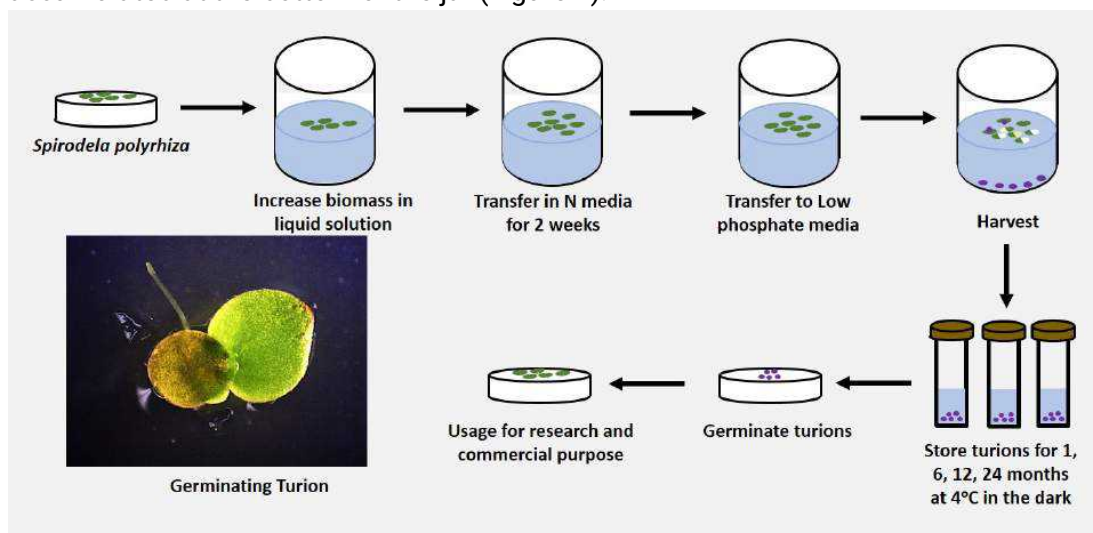 Spirodela polyrhiza
Increase biomass in
liquid solution
Transfer in N media
for 2 weeks
Transfer to Low
phosphate media
Harvest
Store turions for 1,
6, 12, 24 months
at 4°C in the dark
Germinate turions
Usage for research and
commercial purpose
Germinating Turion